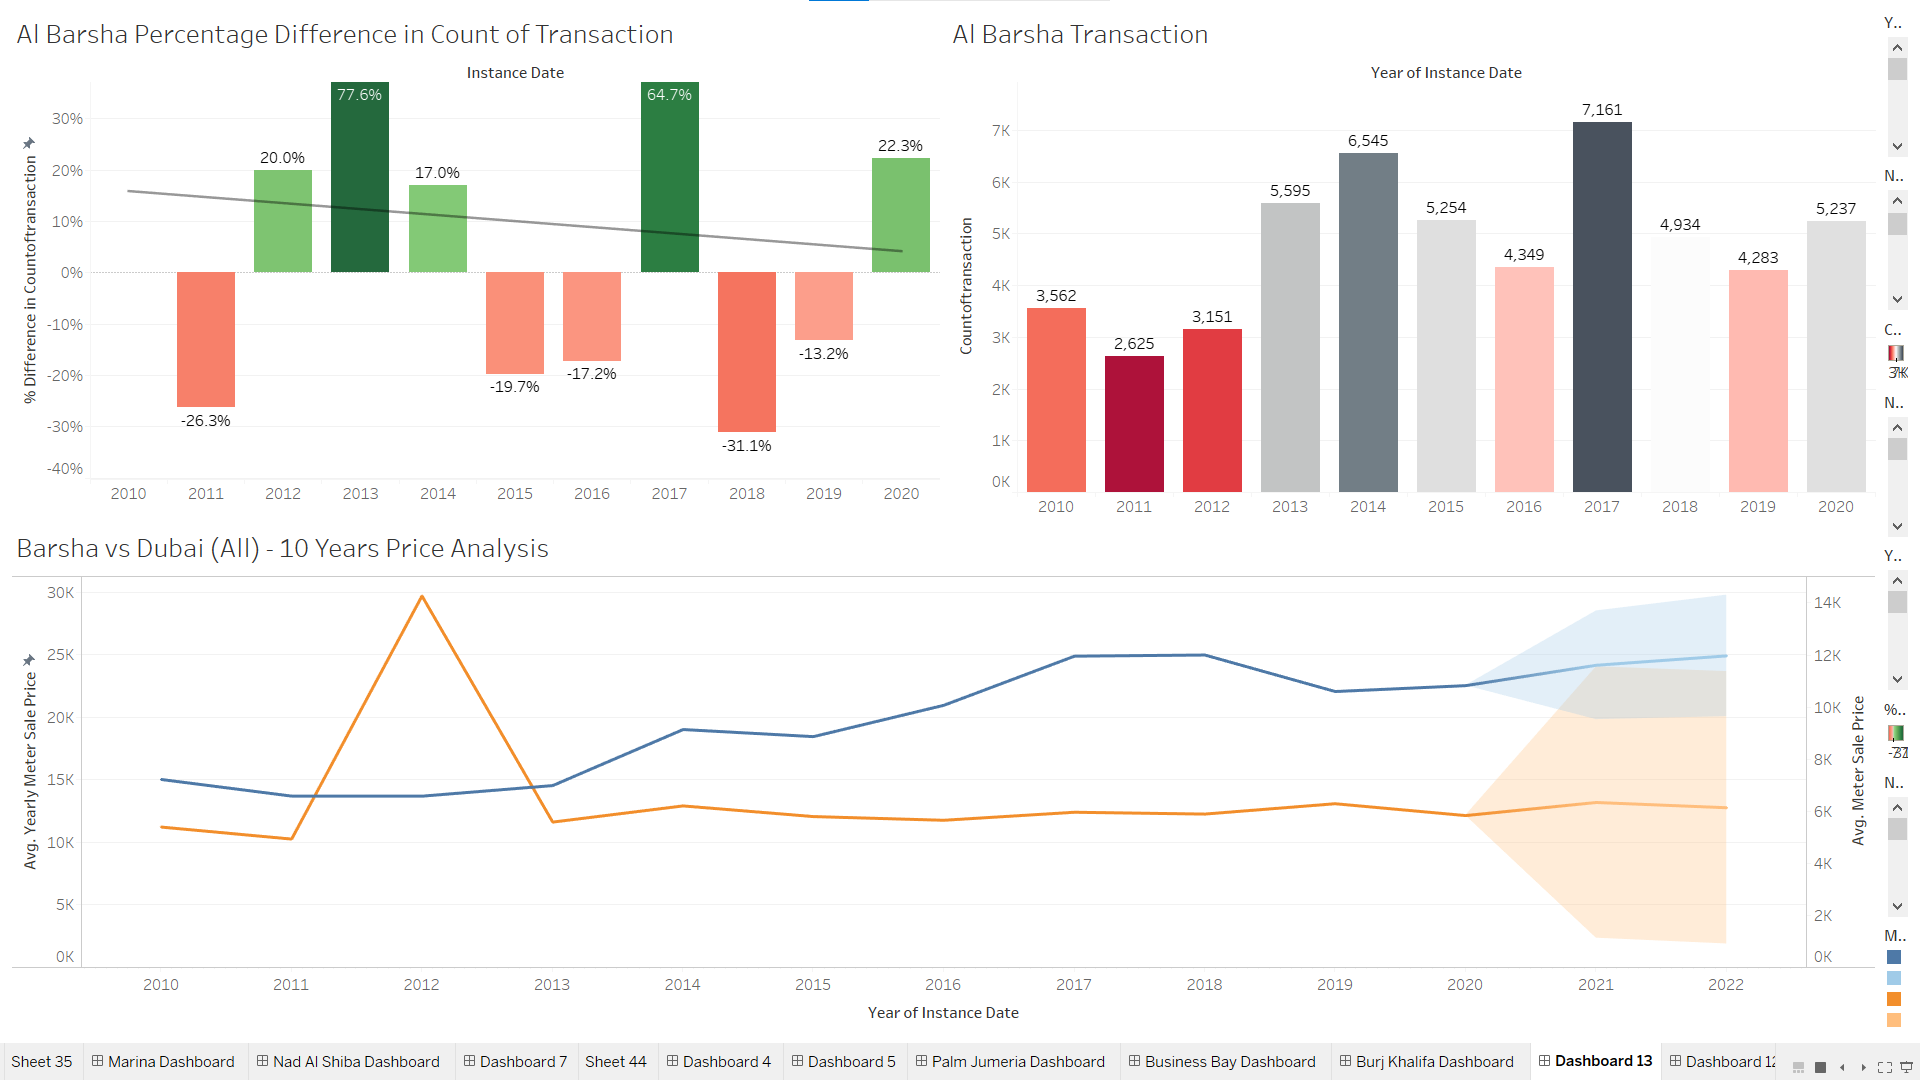 Al Barsha Percentage Difference in Count of Transaction
Instance Date
% Difference in Countoftransaction
30%
20%
10%
0%
-10%
-20%
-30%
-40%
-26.3%
20.0%
77.6%
17.0%
-19.7%
-17.2%
64.7%
-31.1%
-13.2%
22.3%
2010 2011 2012 2013 2014 2015 2016 2017 2018 2019 2020
Al Barsha Transaction
Year of Instance Date
Countoftransaction
7K
6K
5K
4K
3K
2K
1K
0K
3,562
2,625
3,151
5,595
6,545
5,254
4,349
7,161
4,934
4,283
5,237
2010 2011 2012 2013 2014 2015 2016 2017 2018 2019 2020
Barsha vs Dubai (All) - 10 Years Price Analysis
Avg. Yearly Meter Sale Price
30K
25K
20K
15K
10K
5K
0K
14K
12K
10K
8K
6K
4K
2K
0K
Avg. Meter Sale Price
2010 2011 2012 2013 2014 2015 2016 2017 2018 2019 2020 2021 2022
Year of Instance Date
Y..
N..
C..
N..
Y..
%..
N..
M..
Sheet 35 Marina Dashboard Nad Al Shiba Dashboard Dashboard 7 Sheet 44 Dashboard 4 Dashboard 5 Palm Jumeria Dashboard Business Bay Dashboard Burj Khalifa Dashboard Dashboard 13 Dashboard 12